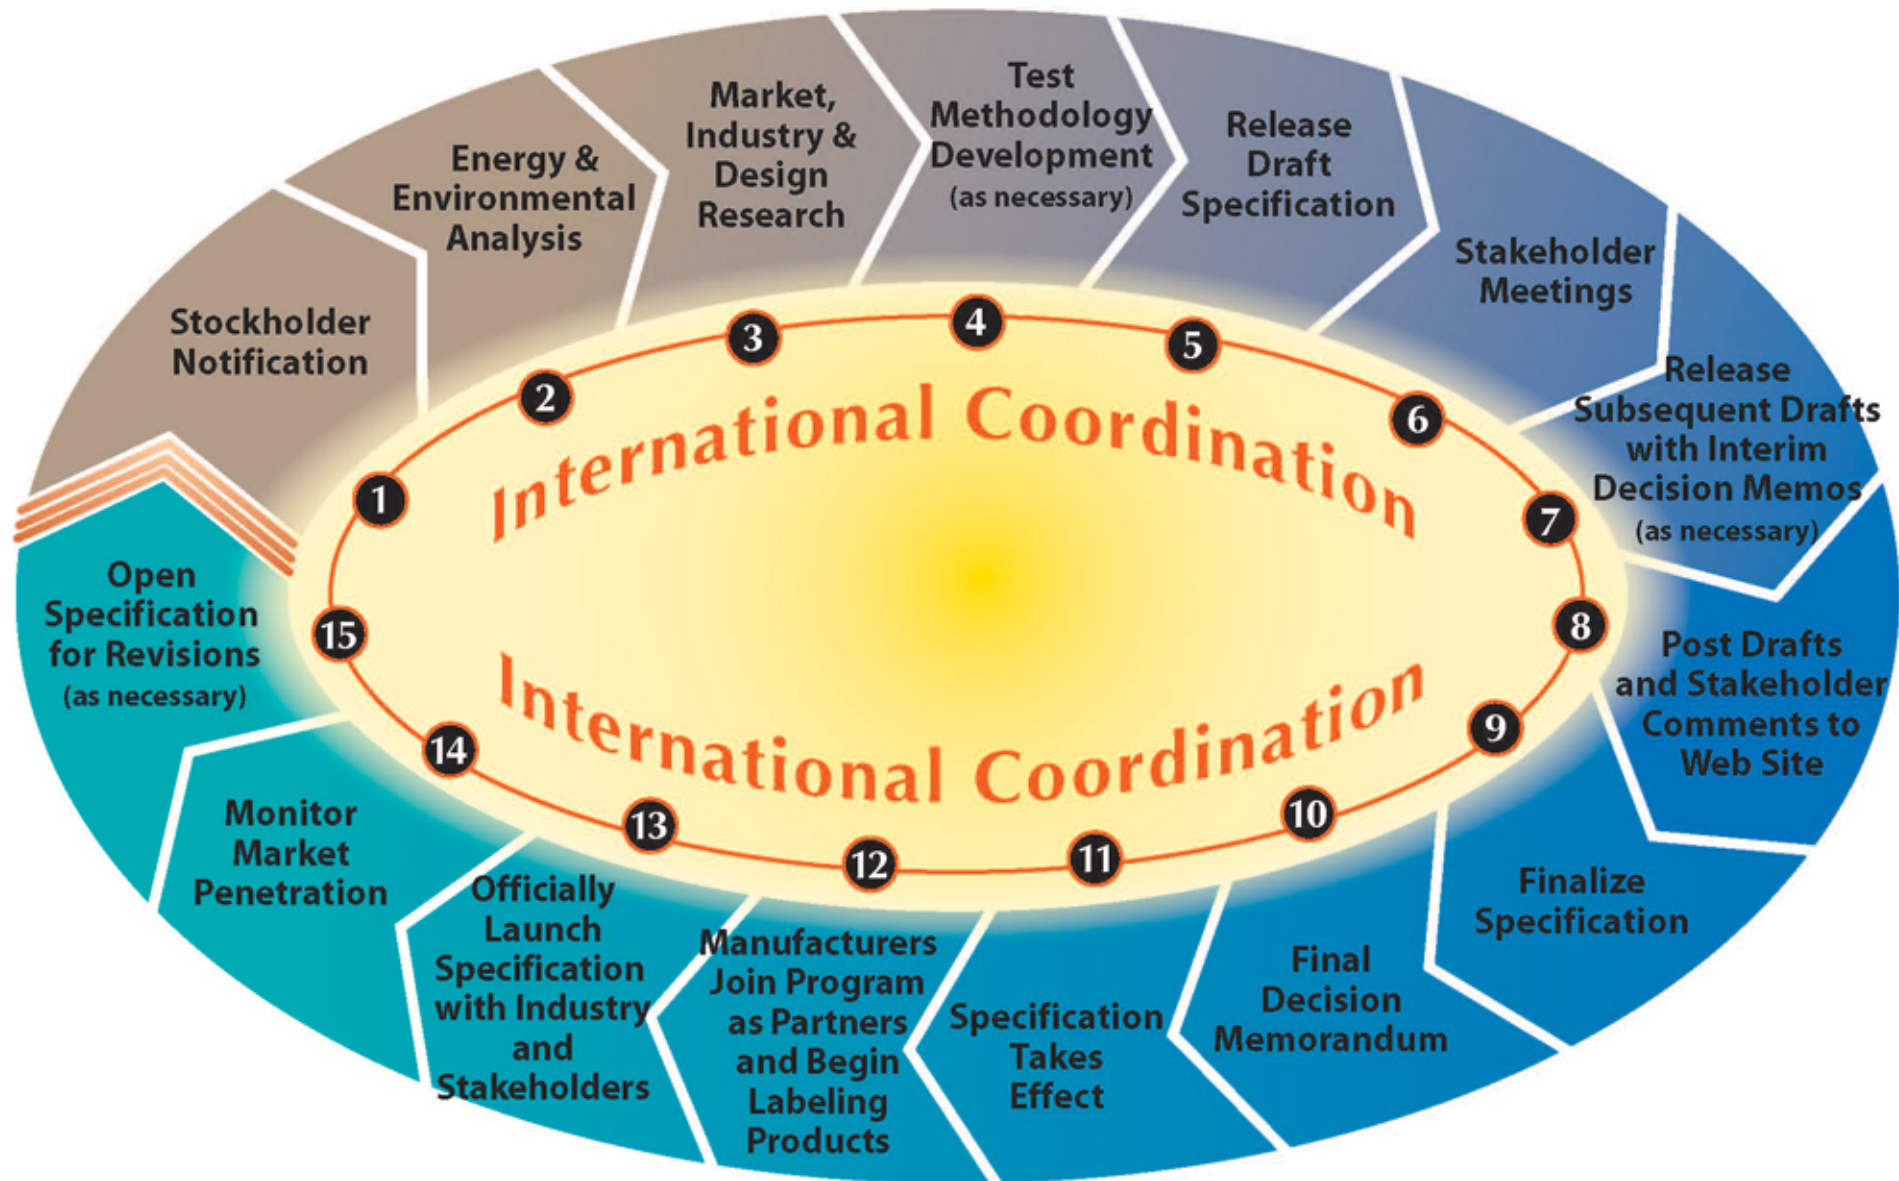 Stockholder
Notification
1
Energy &
Environmental
Analysis
2
Market,
Industry &
Design
Research
3
Test
Methodology
Development
(as necessary)
4
Release
Draft
Specification
5
Stakeholder
Meetings
6
Release
Subsequent Drafts
with Interim
Decision Memos
(as necessary)
7
Post Drafts
and Stakeholder
Comments to
Web Site
8
Finalize
Specification
9
Final
Decision
Memorandum
10
Specification
Takes
Effect
11
Manufacturers
Join Program
as Partners
and Begin
Labeling
Products
12
Officially
Launch
Specification
with Industry
and
Stakeholders
13
Monitor
Market
Penetration
14
Open
Specification
for Revisions
(as necessary)
15
International Coordination
International Coordination